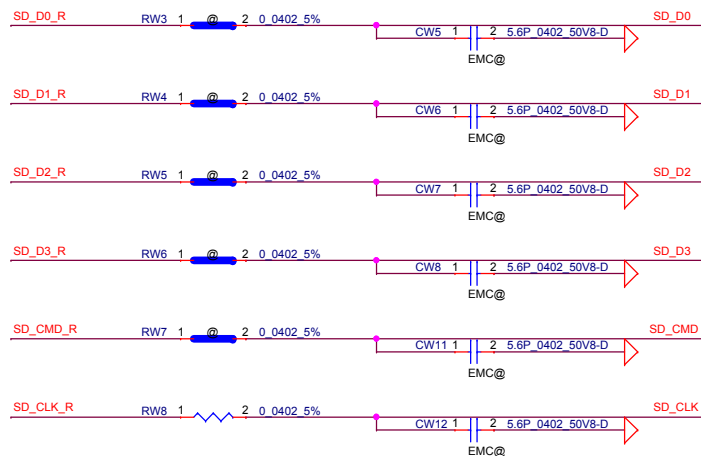 SD_D0_R RW3 1 @ 2 0_0402_5% SD_D0
CW5 1 2 5.6P_0402_50V8-D
EMC@
SD_D1_R RW4 1 @ 2 0_0402_5% SD_D1
CW6 1 2 5.6P_0402_50V8-D
EMC@
SD_D2_R RW5 1 @ 2 0_0402_5% SD_D2
CW7 1 2 5.6P_0402_50V8-D
EMC@
SD_D3_R RW6 1 @ 2 0_0402_5% SD_D3
CW8 1 2 5.6P_0402_50V8-D
EMC@
SD_CMD_R RW7 1 @ 2 0_0402_5% SD_CMD
CW11 1 2 5.6P_0402_50V8-D
EMC@
SD_CLK_R RW8 1 2 0_0402_5% SD_CLK
CW12 1 2 5.6P_0402_50V8-D
EMC@